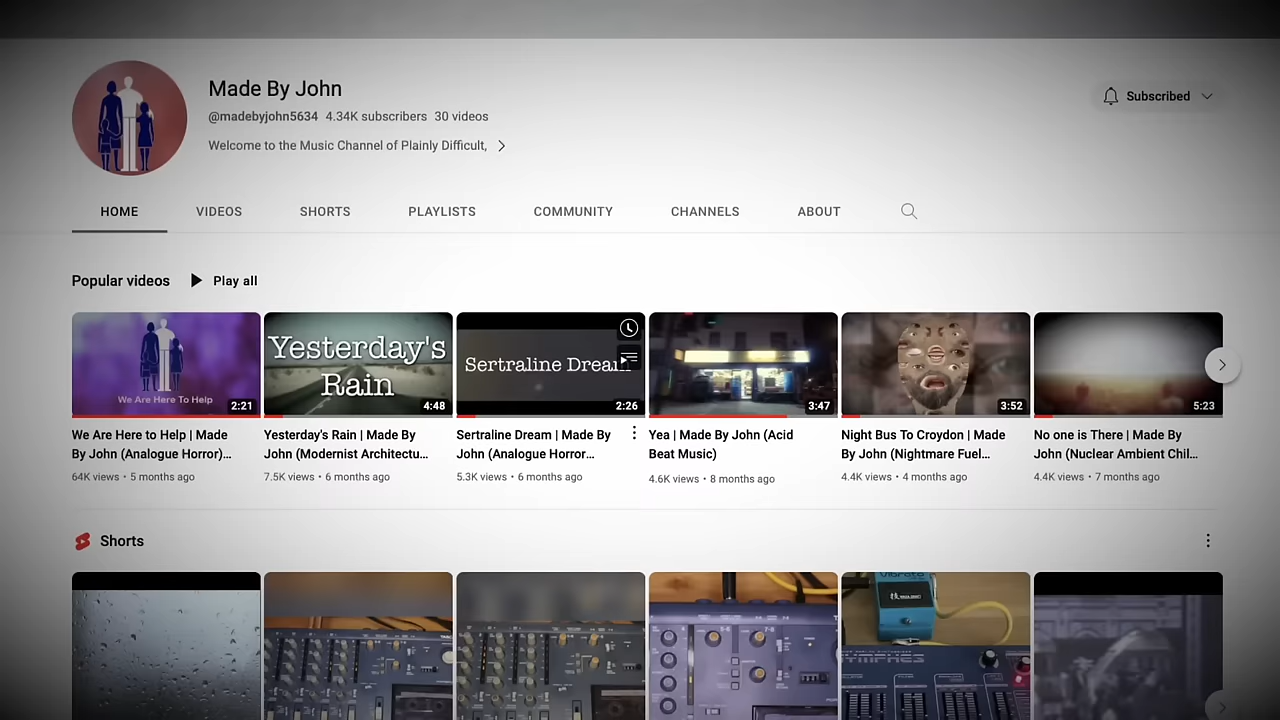 Made By John
@madebyjohn5634 4.34K subscribers 30 videos
Welcome to the Music Channel of Plainly Difficult,
Subscribed
HOME VIDEOS SHORTS PLAYLISTS COMMUNITY CHANNELS ABOUT
Popular videos Play all
We Are Here To Help
2:21
Yesterday's
Rain
4:48
Sertraline Dream
2:26
3:47
3:52
5:23
We Are Here to Help | Made
By John (Analogue Horror)...
64K views • 5 months ago
Yesterday's Rain | Made By
John (Modernist Architectu...
7.5K views • 6 months ago
Sertraline Dream | Made By
John (Analogue Horror...
5.3K views • 6 months ago
Yea | Made By John (Acid
Beat Music)
4.6K views • 8 months ago
Night Bus To Croydon | Made
By John (Nightmare Fuel...
4.4K views • 4 months ago
No one is There | Made By
John (Nuclear Ambient Chil...
4.4K views • 7 months ago
Shorts
Vibrato